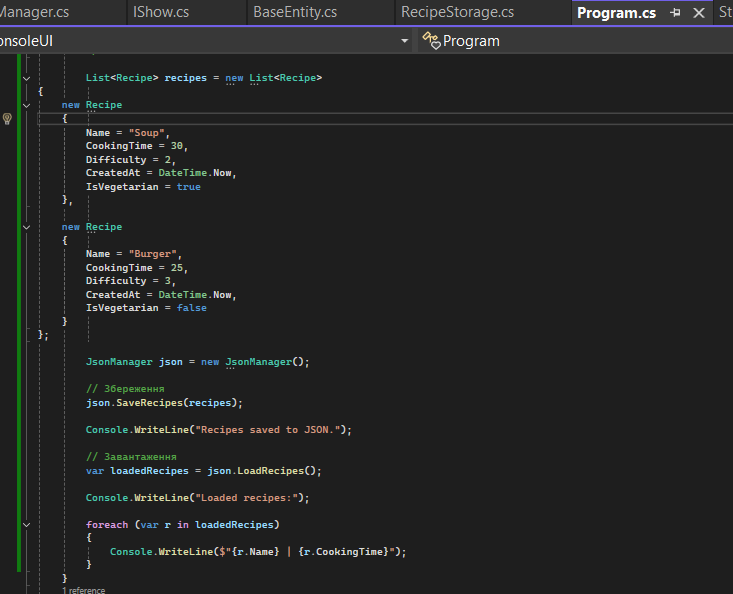 Manager.cs IShow.cs BaseEntity.cs RecipeStorage.cs Program.cs St
onsoleUI Program
List<Recipe> recipes = new List<Recipe>
{
new Recipe
{
Name = "Soup",
CookingTime = 30,
Difficulty = 2,
CreatedAt = DateTime.Now,
IsVegetarian = true
},
new Recipe
{
Name = "Burger",
CookingTime = 25,
Difficulty = 3,
CreatedAt = DateTime.Now,
IsVegetarian = false
}
};
JsonManager json = new JsonManager();
// Збереження
json.SaveRecipes(recipes);
Console.WriteLine("Recipes saved to JSON.");
// Завантаження
var loadedRecipes = json.LoadRecipes();
Console.WriteLine("Loaded recipes:");
foreach (var r in loadedRecipes)
{
Console.WriteLine($"{r.Name} | {r.CookingTime}");
}
}
1 reference